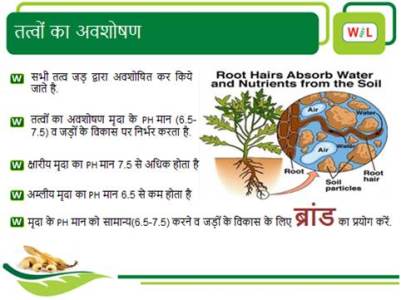 तत्वों का अवशोषण
WiL
W सभी तत्व जड़ द्वारा अवशोषित कर किये
जाते है.
W तत्वों का अवशोषण मृदा के PH मान (6.5-
7.5) व जड़ों के विकास पर निर्भर करता है.
W क्षारीय मृदा का PH मान 7.5 से अधिक होता है
W अम्लीय मृदा का PH मान 6.5 से कम होता है
W मृदा के PH मान को सामान्य(6.5-7.5) करने व जड़ों के विकास के लिए ब्रांड का प्रयोग करें.
Root Hairs Absorb Water
and Nutrients from the Soil
Air
Water
Air
Water
Root
Soil
particles
Root
hair